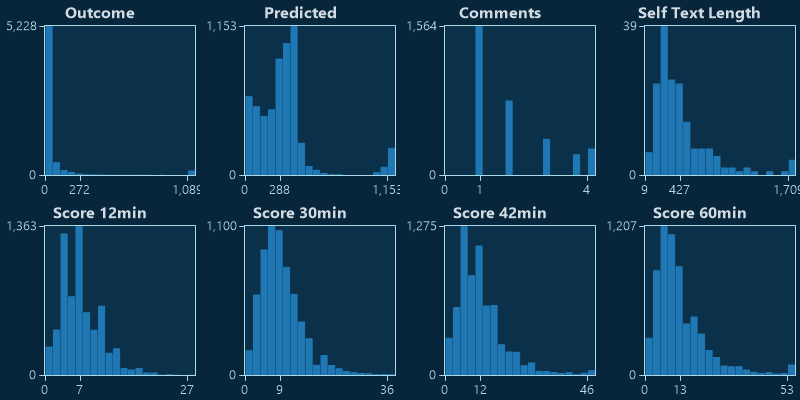 Outcome
5,228
0
0 272 1,089
Predicted
1,153
0
0 288 1,153
Comments
1,564
0
0 1 4
Self Text Length
39
0
9 427 1,709
Score 12min
1,363
0
0 7 27
Score 30min
1,100
0
0 9 36
Score 42min
1,275
0
0 12 46
Score 60min
1,207
0
0 13 53